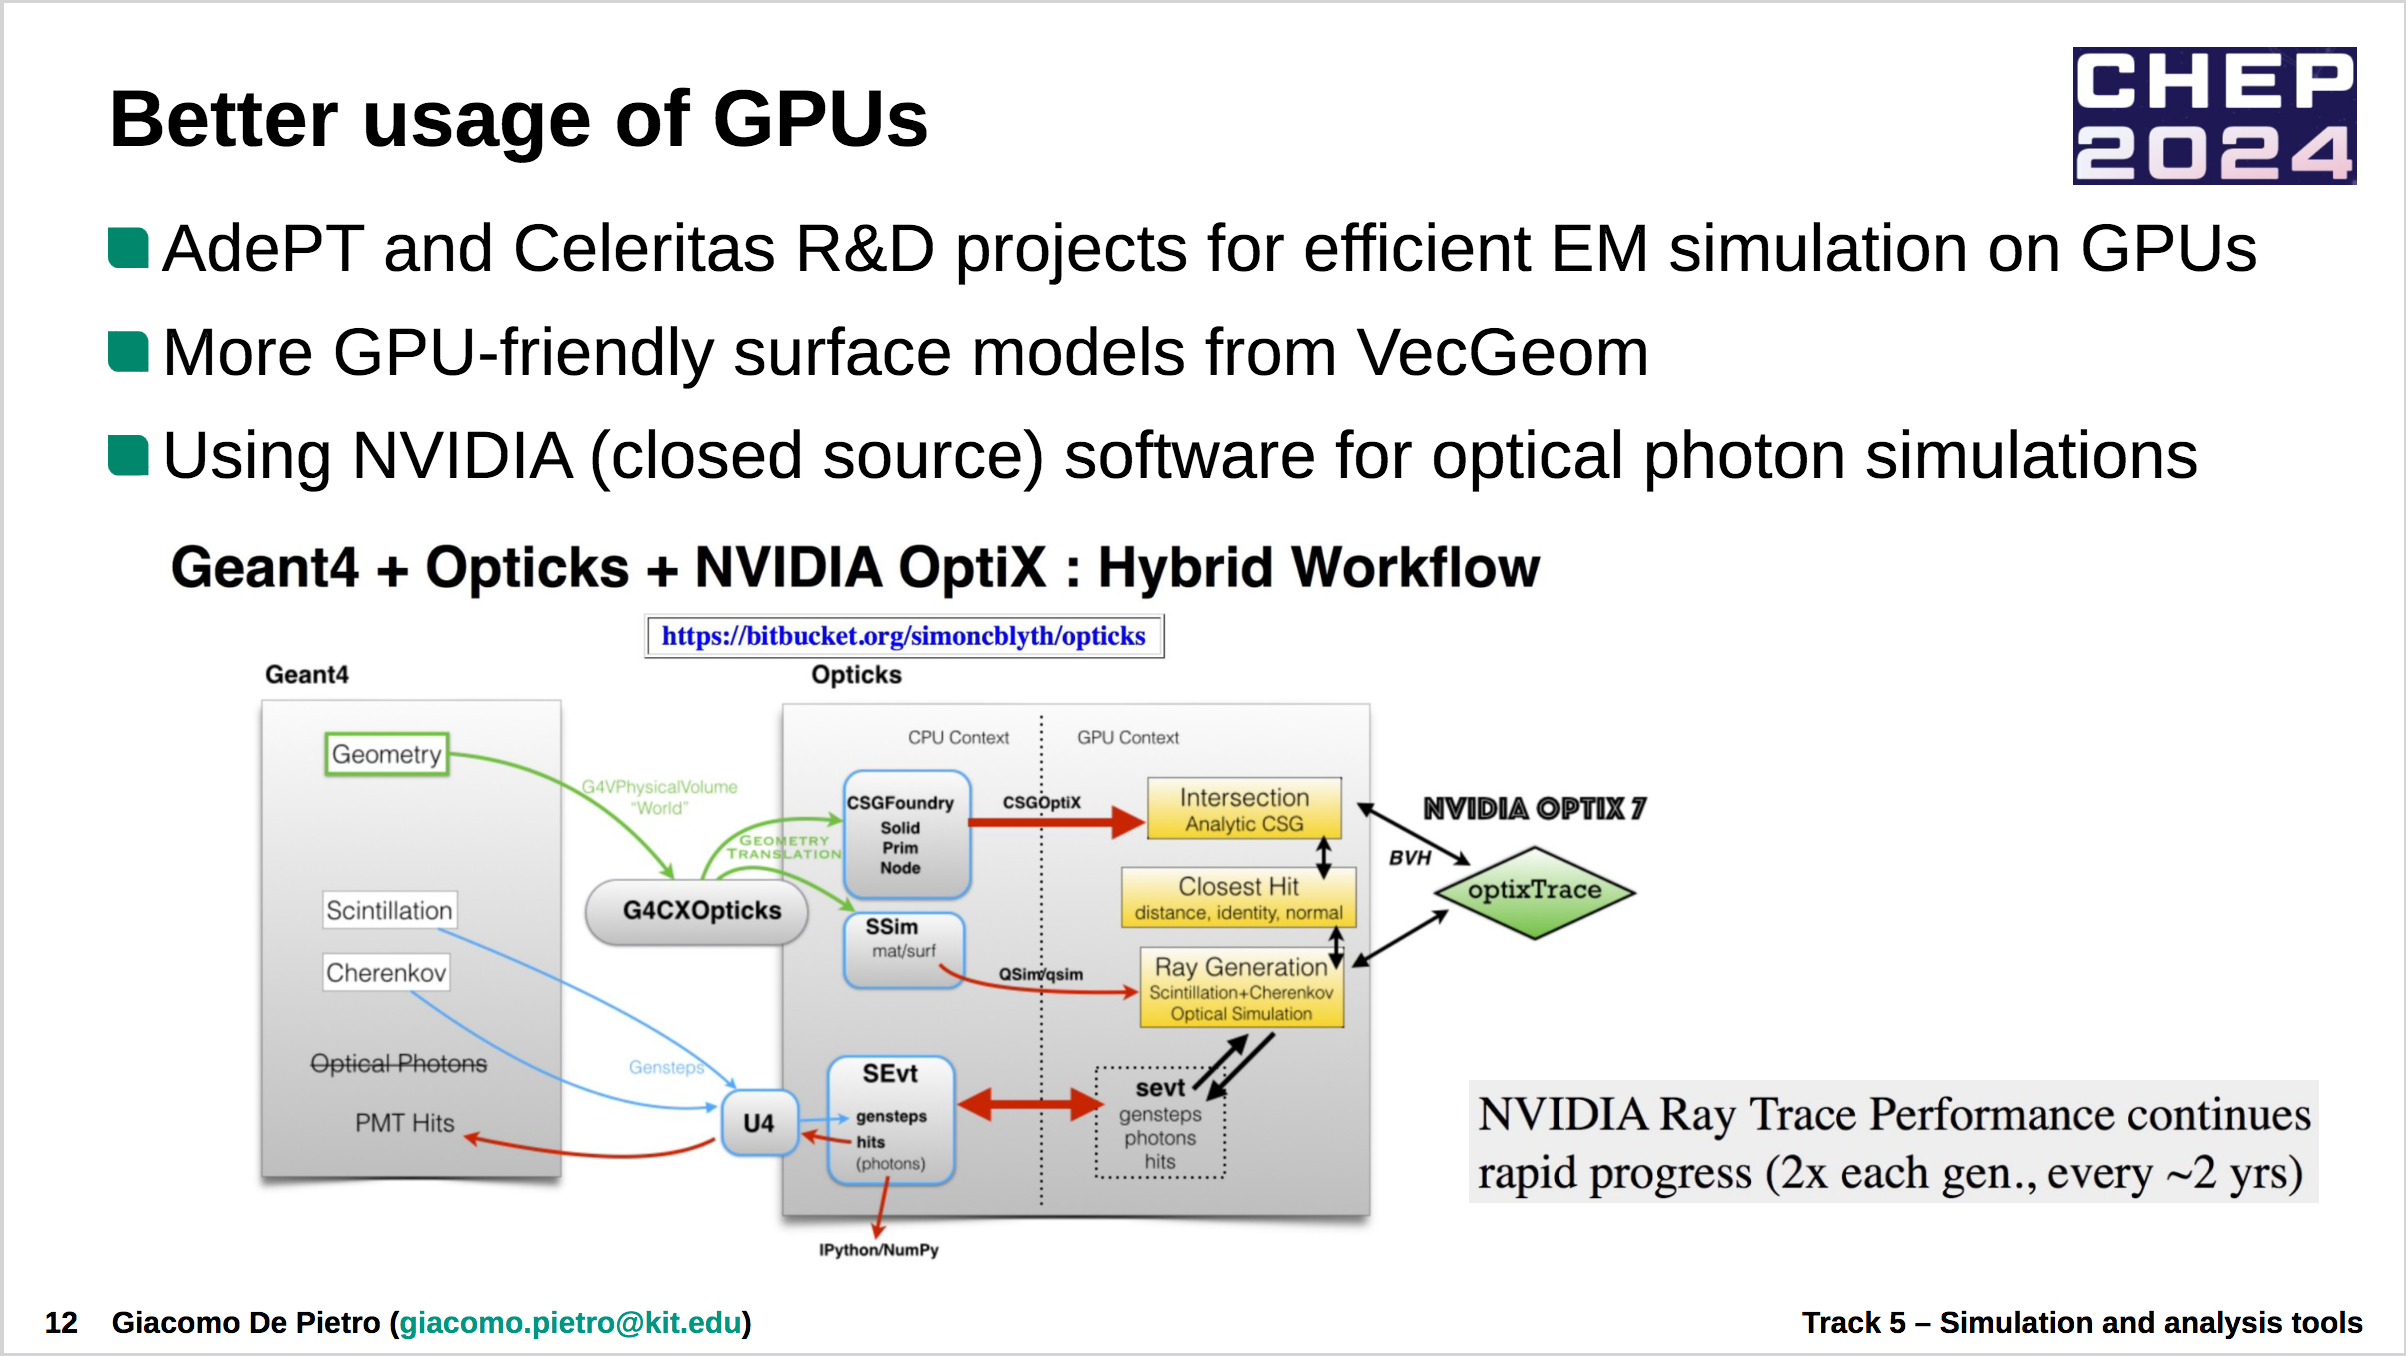 CHEP
2024
Better usage of GPUs
AdePT and Celeritas R&D projects for efficient EM simulation on GPUs
More GPU-friendly surface models from VecGeom
Using NVIDIA (closed source) software for optical photon simulations
Geant4 + Opticks + NVIDIA OptiX : Hybrid Workflow
https://bitbucket.org/simoncblyth/opticks
Geant4
Geometry
Scintillation
Cherenkov
Optical Photons
PMT Hits
G4VPhysicalVolume
“World”
GEOMETRY
TRANSLATION
G4CXOpticks
Gensteps
U4
Opticks
CPU Context
GPU Context
CSGFoundry
Solid
Prim
Node
CSGOptiX
SSim
mat/surf
QSim/qsim
SEvt
gensteps
hits
(photons)
IPython/NumPy
Intersection
Analytic CSG
Closest Hit
distance, identity, normal
Ray Generation
Scintillation+Cherenkov
Optical Simulation
sevt
gensteps
photons
hits
NVIDIA OPTIX 7
BVH
optixTrace
NVIDIA Ray Trace Performance continues
rapid progress (2x each gen., every ~2 yrs)
12 Giacomo De Pietro (giacomo.pietro@kit.edu)
Track 5 – Simulation and analysis tools